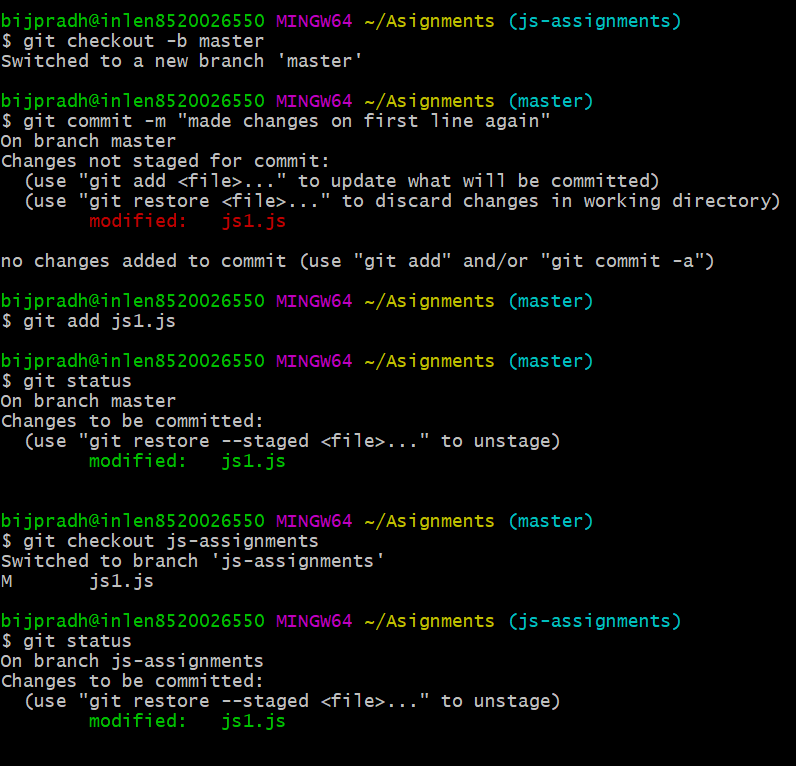 bijpradh@inlen8520026550 MINGW64 ~/Asignments (js-assignments)
$ git checkout -b master
Switched to a new branch 'master'
bijpradh@inlen8520026550 MINGW64 ~/Asignments (master)
$ git commit -m "made changes on first line again"
On branch master
Changes not staged for commit:
  (use "git add <file>..." to update what will be committed)
  (use "git restore <file>..." to discard changes in working directory)
        modified:   js1.js
no changes added to commit (use "git add" and/or "git commit -a")
bijpradh@inlen8520026550 MINGW64 ~/Asignments (master)
$ git add js1.js
bijpradh@inlen8520026550 MINGW64 ~/Asignments (master)
$ git status
On branch master
Changes to be committed:
  (use "git restore --staged <file>..." to unstage)
        modified:   js1.js
bijpradh@inlen8520026550 MINGW64 ~/Asignments (master)
$ git checkout js-assignments
Switched to branch 'js-assignments'
M       js1.js
bijpradh@inlen8520026550 MINGW64 ~/Asignments (js-assignments)
$ git status
On branch js-assignments
Changes to be committed:
  (use "git restore --staged <file>..." to unstage)
        modified:   js1.js